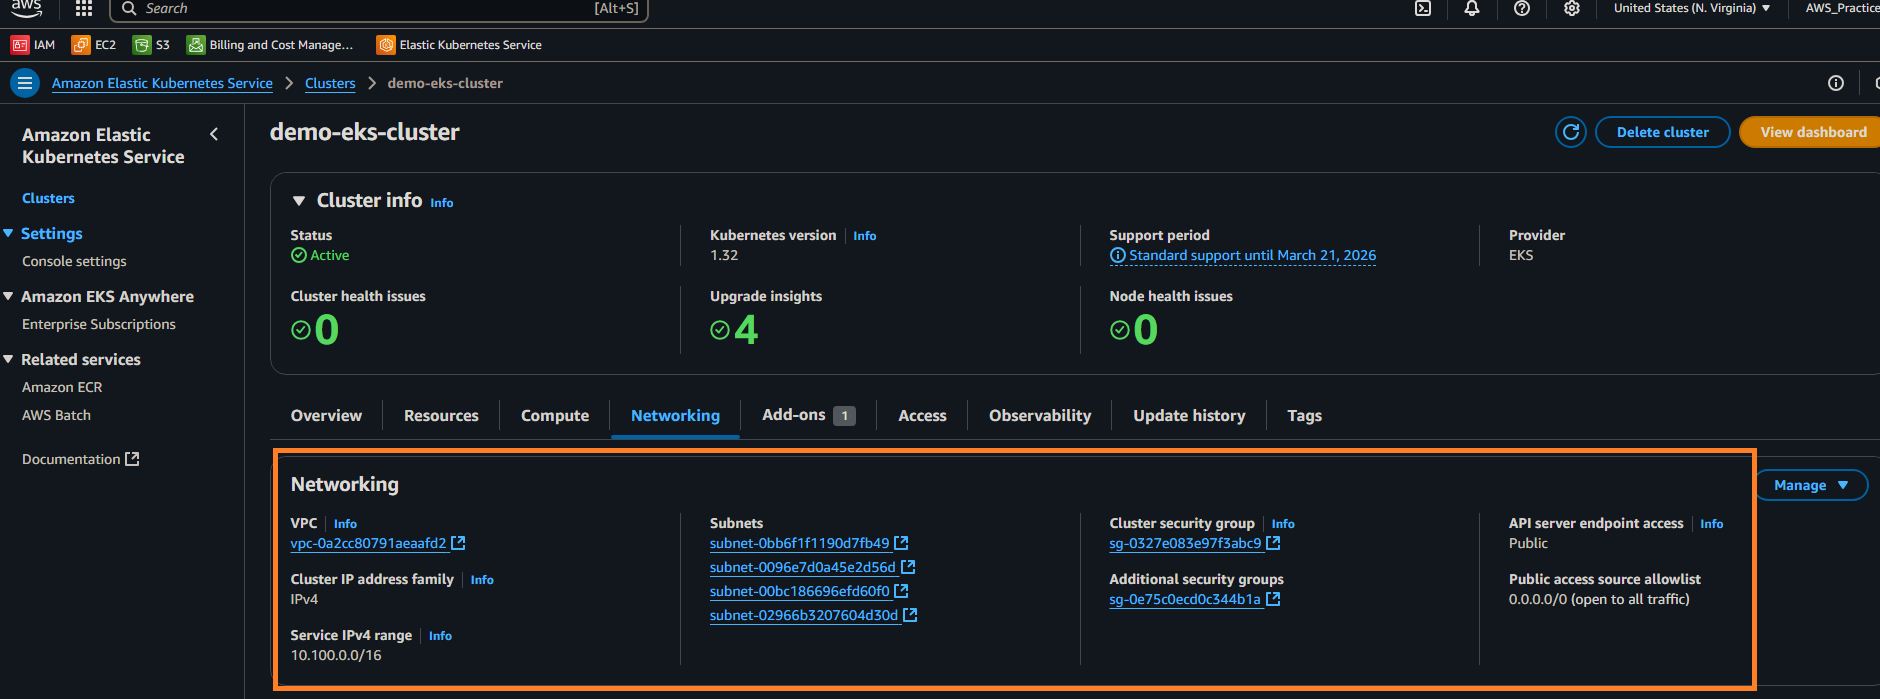 aws
Search [Alt+S]
United States (N. Virginia) AWS_Practice
IAM EC2 S3 Billing and Cost Manage... Elastic Kubernetes Service
Amazon Elastic Kubernetes Service Clusters demo-eks-cluster
Amazon Elastic
Kubernetes Service
Clusters
Settings
Console settings
Amazon EKS Anywhere
Enterprise Subscriptions
Related services
Amazon ECR
AWS Batch
Documentation
demo-eks-cluster
Delete cluster View dashboard
Cluster info Info
Status
Active
Kubernetes version Info
1.32
Support period
Standard support until March 21, 2026
Provider
EKS
Cluster health issues
0
Upgrade insights
4
Node health issues
0
Overview Resources Compute Networking Add-ons 1 Access Observability Update history Tags
Networking
Manage
VPC Info
vpc-0a2cc80791aeaafd2
Cluster IP address family Info
IPv4
Service IPv4 range Info
10.100.0.0/16
Subnets
subnet-0bb6f1f1190d7fb49
subnet-0096e7d0a45e2d56d
subnet-00bc186696efd60f0
subnet-02966b3207604d30d
Cluster security group Info
sg-0327e083e97f3abc9
Additional security groups
sg-0e75c0ecd0c344b1a
API server endpoint access Info
Public
Public access source allowlist
0.0.0.0/0 (open to all traffic)